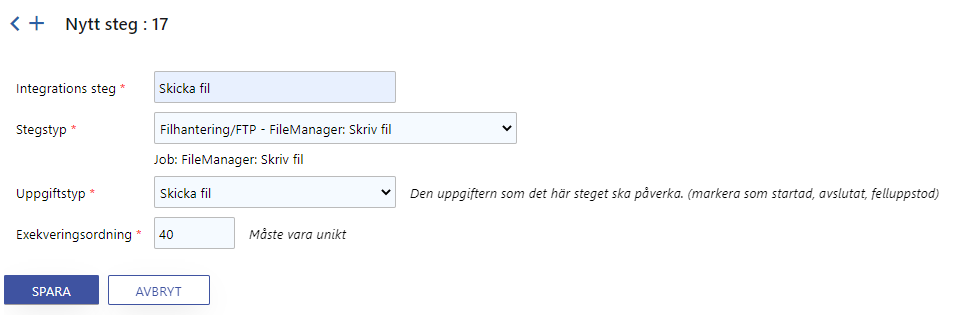 Nytt steg : 17
Integrations steg * Skicka fil
Stegstyp * Filhantering/FTP - FileManager: Skriv fil
Job: FileManager: Skriv fil
Uppgiftstyp * Skicka fil Den uppgiftern som det här steget ska påverka. (markera som startad, avslutat, felluppstod)
Exekveringsordning * 40 Måste vara unikt
SPARA AVBRYT